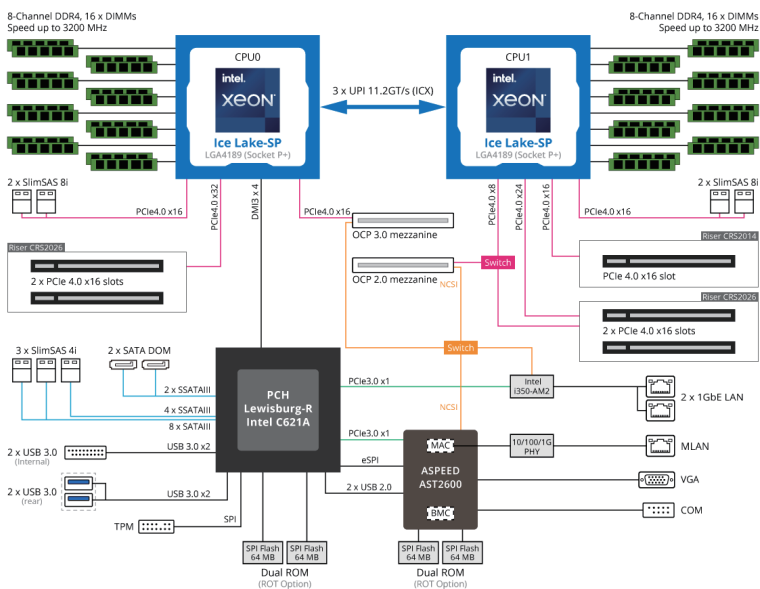 8-Channel DDR4, 16 x DIMMs
Speed up to 3200 MHz
8-Channel DDR4, 16 x DIMMs
Speed up to 3200 MHz
CPU0
intel.
XEON
Ice Lake-SP
LGA4189 (Socket P+)
3 x UPI 11.2GT/s (ICX)
CPU1
intel.
XEON
Ice Lake-SP
LGA4189 (Socket P+)
2 x SlimSAS 8i
PCIe4.0 x16
PCIe4.0 x32
DMI3 x 4
PCIe4.0 x16
PCIe4.0 x8
PCIe4.0 x24
PCIe4.0 x16
PCIe4.0 x16
2 x SlimSAS 8i
OCP 3.0 mezzanine
Riser CRS2014
PCIe 4.0 x16 slot
Riser CRS2026
2 x PCIe 4.0 x16 slots
Switch
OCP 2.0 mezzanine
NCSI
Riser CRS2026
2 x PCIe 4.0 x16 slots
Switch
3 x SlimSAS 4i
2 x SATA DOM
2 x SSATAIII
4 x SSATAIII
8 x SATAIII
PCH
Lewisburg-R
Intel C621A
PCIe3.0 x1
Intel
i350-AM2
2 x 1GbE LAN
NCSI
PCIe3.0 x1
MAC
10/100/1G
PHY
MLAN
2 x USB 3.0
(Internal)
USB 3.0 x2
eSPI
ASPEED
AST2600
VGA
2 x USB 3.0
(rear)
USB 3.0 x2
2 x USB 2.0
BMC
COM
TPM
SPI
SPI Flash
64 MB
SPI Flash
64 MB
Dual ROM
(ROT Option)
SPI Flash
64 MB
SPI Flash
64 MB
Dual ROM
(ROT Option)